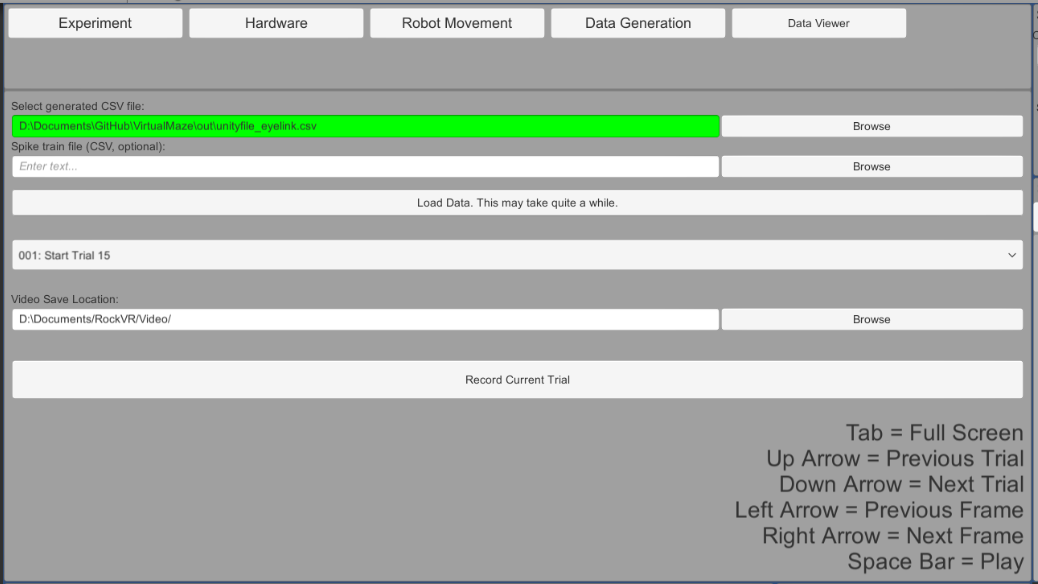 Experiment Hardware Robot Movement Data Generation Data Viewer
Select generated CSV file:
D:\Documents\GitHub\VirtualMaze\out\unityfile_eyelink.csv Browse
Spike train file (CSV, optional):
Enter text... Browse
Load Data. This may take quite a while.
001: Start Trial 15
Video Save Location:
D:\Documents/RockVR/Video/ Browse
Record Current Trial
Tab = Full Screen
Up Arrow = Previous Trial
Down Arrow = Next Trial
Left Arrow = Previous Frame
Right Arrow = Next Frame
Space Bar = Play